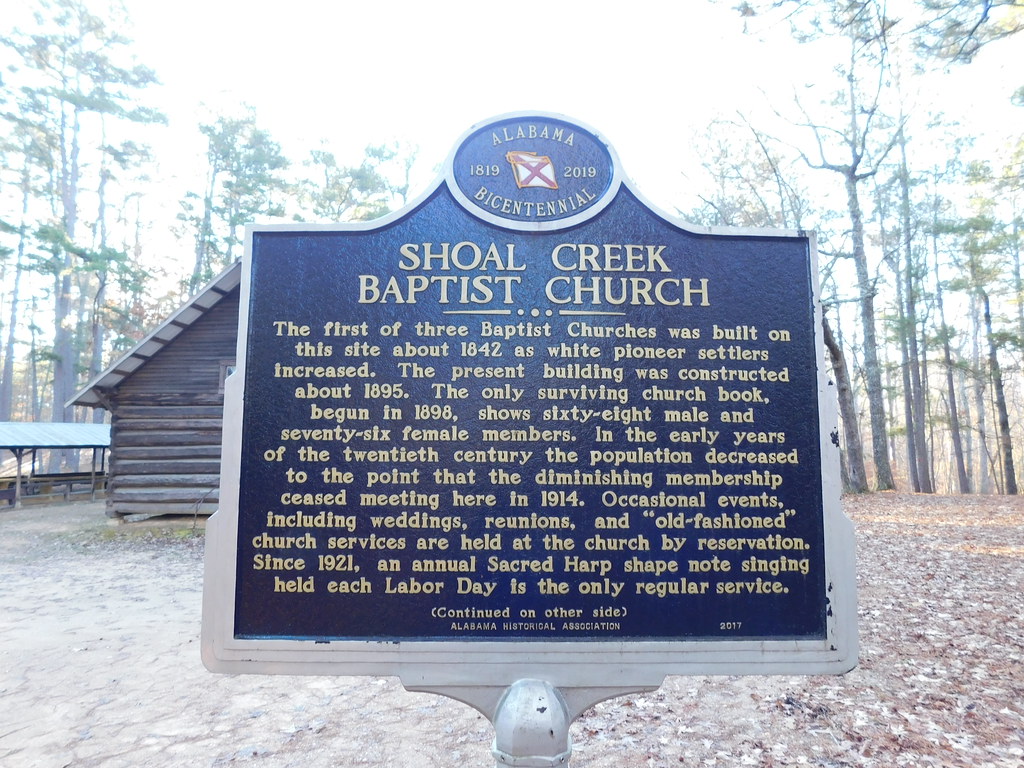 ALABAMA
1819 2019
BICENTENNIAL
SHOAL CREEK
BAPTIST CHURCH
The first of three Baptist Churches was built on
this site about 1842 as white pioneer settlers
increased. The present building was constructed
about 1895. The only surviving church book,
begun in 1898, shows sixty-eight male and
seventy-six female members. In the early years
of the twentieth century the population decreased
to the point that the diminishing membership
ceased meeting here in 1914. Occasional events,
including weddings, reunions, and "old-fashioned"
church services are held at the church by reservation.
Since 1921, an annual Sacred Harp shape note singing
held each Labor Day is the only regular service.
(Continued on other side)
ALABAMA HISTORICAL ASSOCIATION 2017